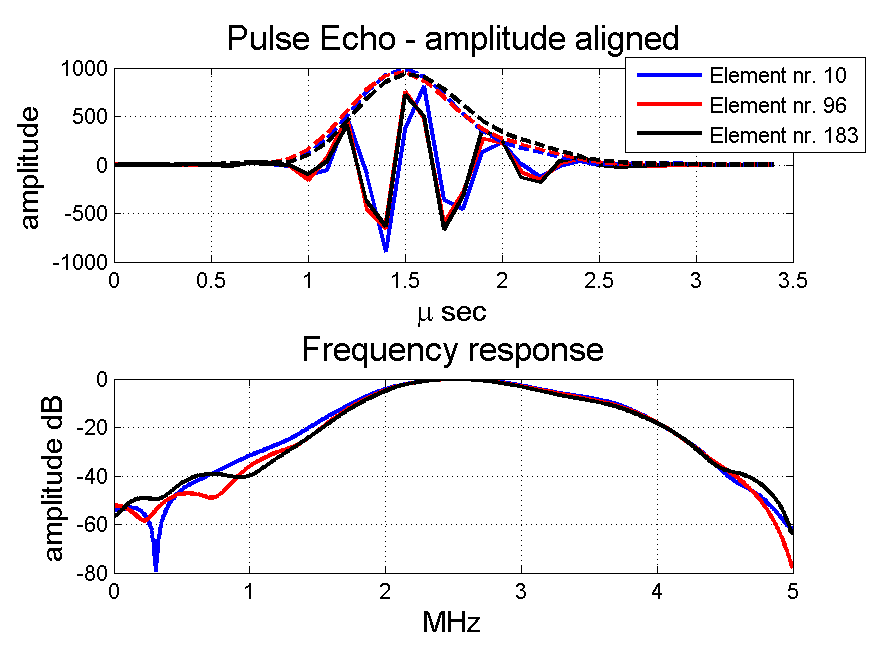 Pulse Echo - amplitude aligned
Element nr. 10
Element nr. 96
Element nr. 183
amplitude
1000
500
0
-500
-1000
0 0.5 1 1.5 2 2.5 3 3.5
μ sec
Frequency response
amplitude dB
0
-20
-40
-60
-80
0 1 2 3 4 5
MHz